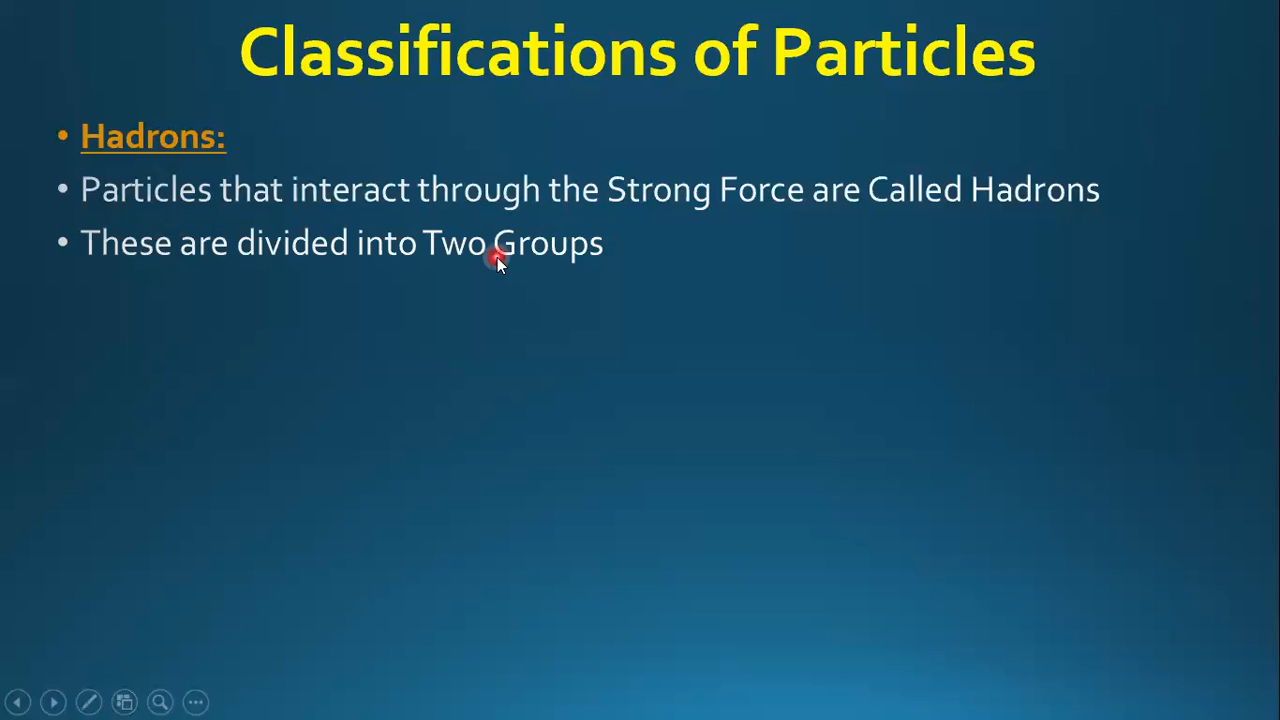 Classifications of Particles
• Hadrons:
• Particles that interact through the Strong Force are Called Hadrons
• These are divided into Two Groups